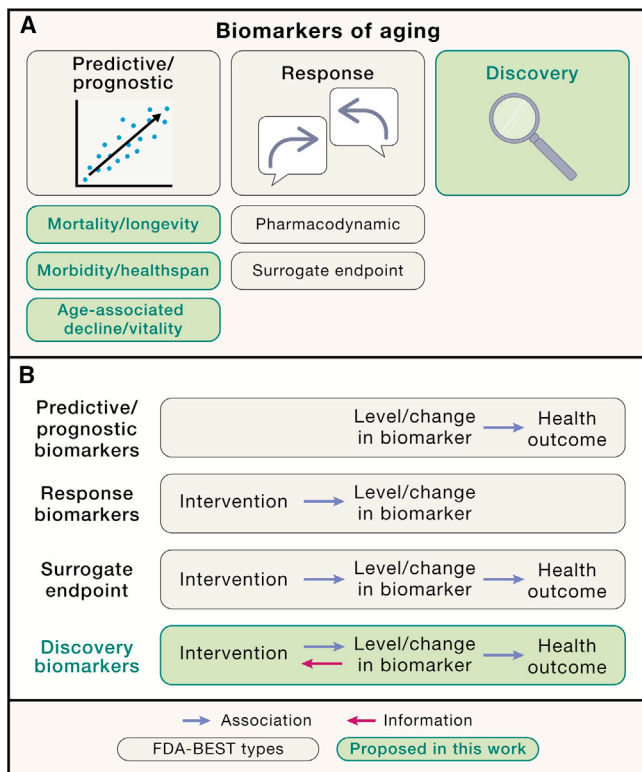 A
Biomarkers of aging
Predictive/
prognostic
Response
Discovery
Mortality/longevity
Morbidity/healthspan
Age-associated
decline/vitality
Pharmacodynamic
Surrogate endpoint
B
Predictive/
prognostic
biomarkers
Level/change
in biomarker
Health
outcome
Response
biomarkers
Intervention
Level/change
in biomarker
Surrogate
endpoint
Intervention
Level/change
in biomarker
Health
outcome
Discovery
biomarkers
Intervention
Level/change
in biomarker
Health
outcome
Association
Information
FDA-BEST types
Proposed in this work